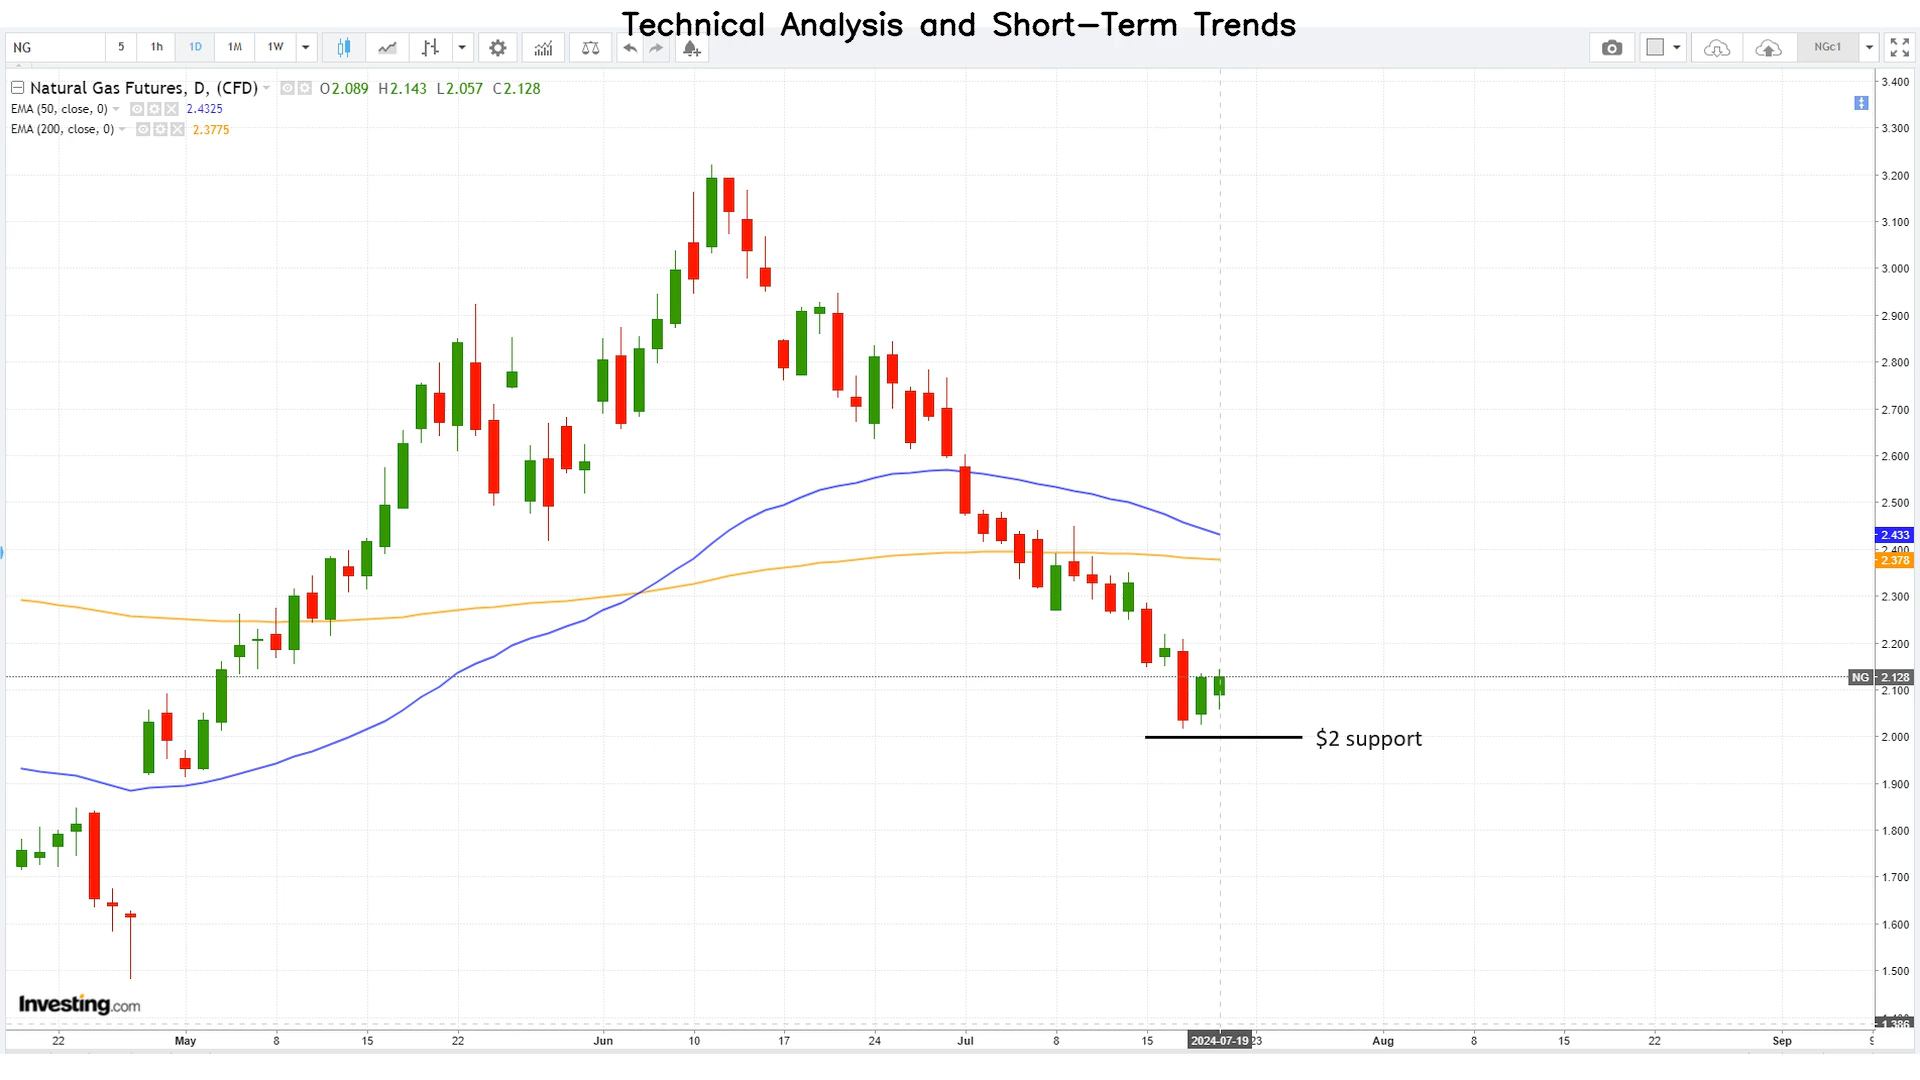 Technical Analysis and Short-Term Trends
NG 5 1h 1D 1M 1W NGc1
Natural Gas Futures, D, (CFD) O2.089 H2.143 L2.057 C2.128
EMA (50, close, 0) 2.4325
EMA (200, close, 0) 2.3775
3.400
3.300
3.200
3.100
3.000
2.900
2.800
2.700
2.600
2.500
2.433
2.400
2.378
2.300
2.200
NG 2.128
2.100
$2 support
2.000
1.900
1.800
1.700
1.600
1.500
Investing.com
1.386
22 May 8 15 22 Jun 10 17 24 Jul 8 15 2024-07-19 23 Aug 8 15 22 Sep